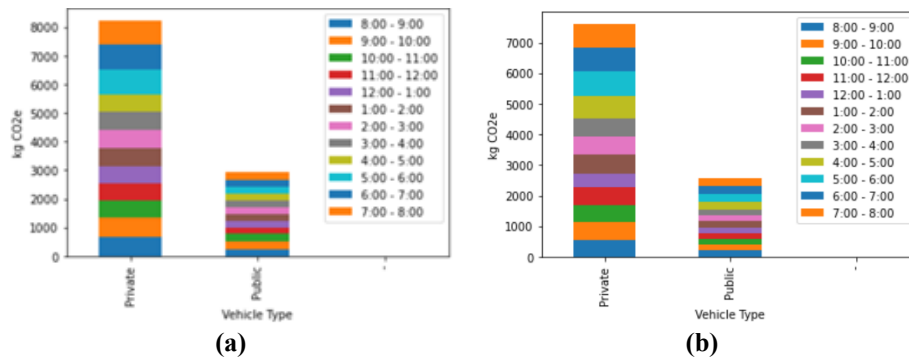 8000
7000
6000
5000
4000
3000
2000
1000
0
kg CO2e
Private
Public
-
Vehicle Type
8:00 - 9:00
9:00 - 10:00
10:00 - 11:00
11:00 - 12:00
12:00 - 1:00
1:00 - 2:00
2:00 - 3:00
3:00 - 4:00
4:00 - 5:00
5:00 - 6:00
6:00 - 7:00
7:00 - 8:00
(a)
7000
6000
5000
4000
3000
2000
1000
0
kg CO2e
Private
Public
-
Vehicle Type
8:00 - 9:00
9:00 - 10:00
10:00 - 11:00
11:00 - 12:00
12:00 - 1:00
1:00 - 2:00
2:00 - 3:00
3:00 - 4:00
4:00 - 5:00
5:00 - 6:00
6:00 - 7:00
7:00 - 8:00
(b)